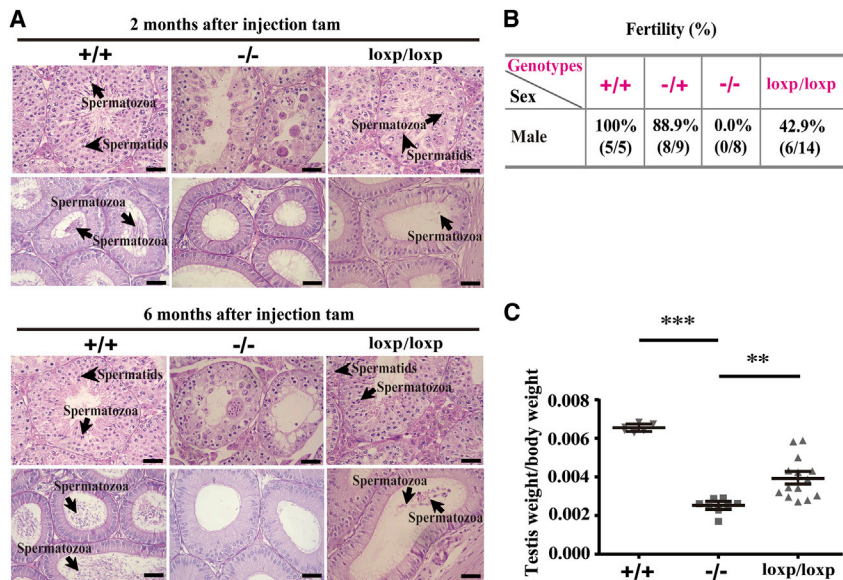 A
2 months after injection tam
+/+ -/- loxp/loxp
Spermatozoa
Spermatids
Spermatozoa
Spermatids
Spermatozoa
Spermatozoa
Spermatozoa
6 months after injection tam
+/+ -/- loxp/loxp
Spermatids
Spermatozoa
Spermatids
Spermatozoa
Spermatozoa
Spermatozoa
Spermatozoa
Spermatozoa
B
Fertility (%)
Genotypes +/+ -/+ -/- loxp/loxp
Sex
Male 100% 88.9% 0.0% 42.9%
(5/5) (8/9) (0/8) (6/14)
C
Testis weight/body weight
***
**
0.008
0.006
0.004
0.002
0.000
+/+ -/- loxp/loxp